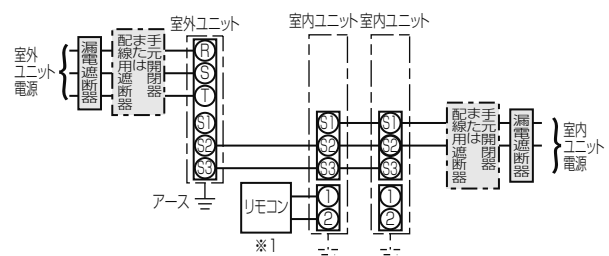 室外ユニット
室内ユニット
室内ユニット
室外
ユニット
電源
漏電遮断器
手元開閉器
または
配線用遮断器
R
S
T
S1
S2
S3
S1
S2
S3
S1
S2
S3
手元開閉器
または
配線用遮断器
漏電遮断器
室内
ユニット
電源
アース
リモコン
1
2
1
2
※1